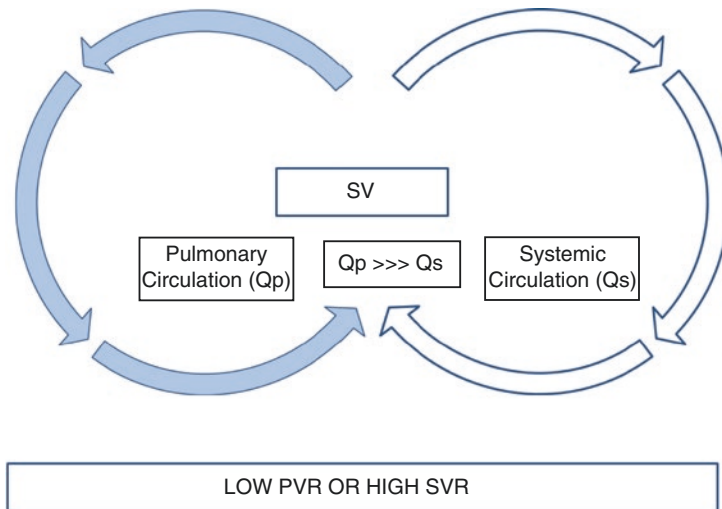 SV
Pulmonary
Circulation (Qp)
Qp >>> Qs
Systemic
Circulation (Qs)
LOW PVR OR HIGH SVR